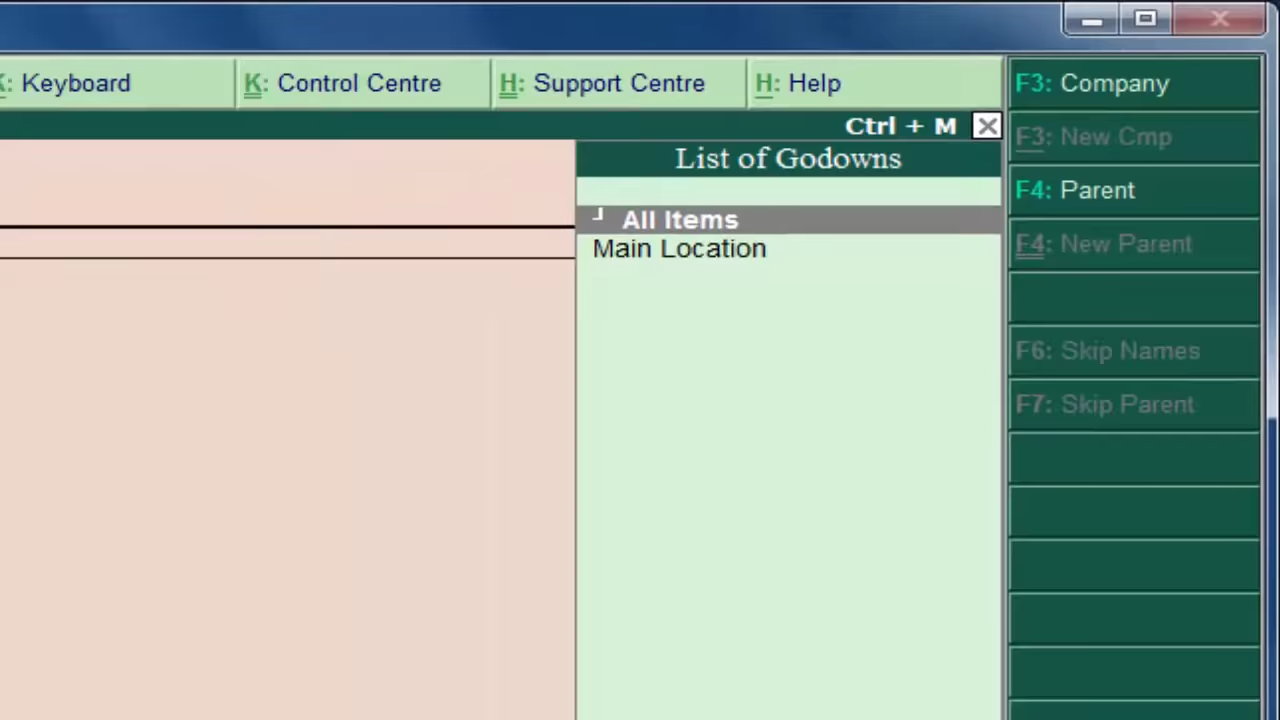 K: Keyboard K: Control Centre H: Support Centre H: Help
Ctrl + M
List of Godowns
┘ All Items
Main Location
F3: Company
F3: New Cmp
F4: Parent
F4: New Parent
F6: Skip Names
F7: Skip Parent